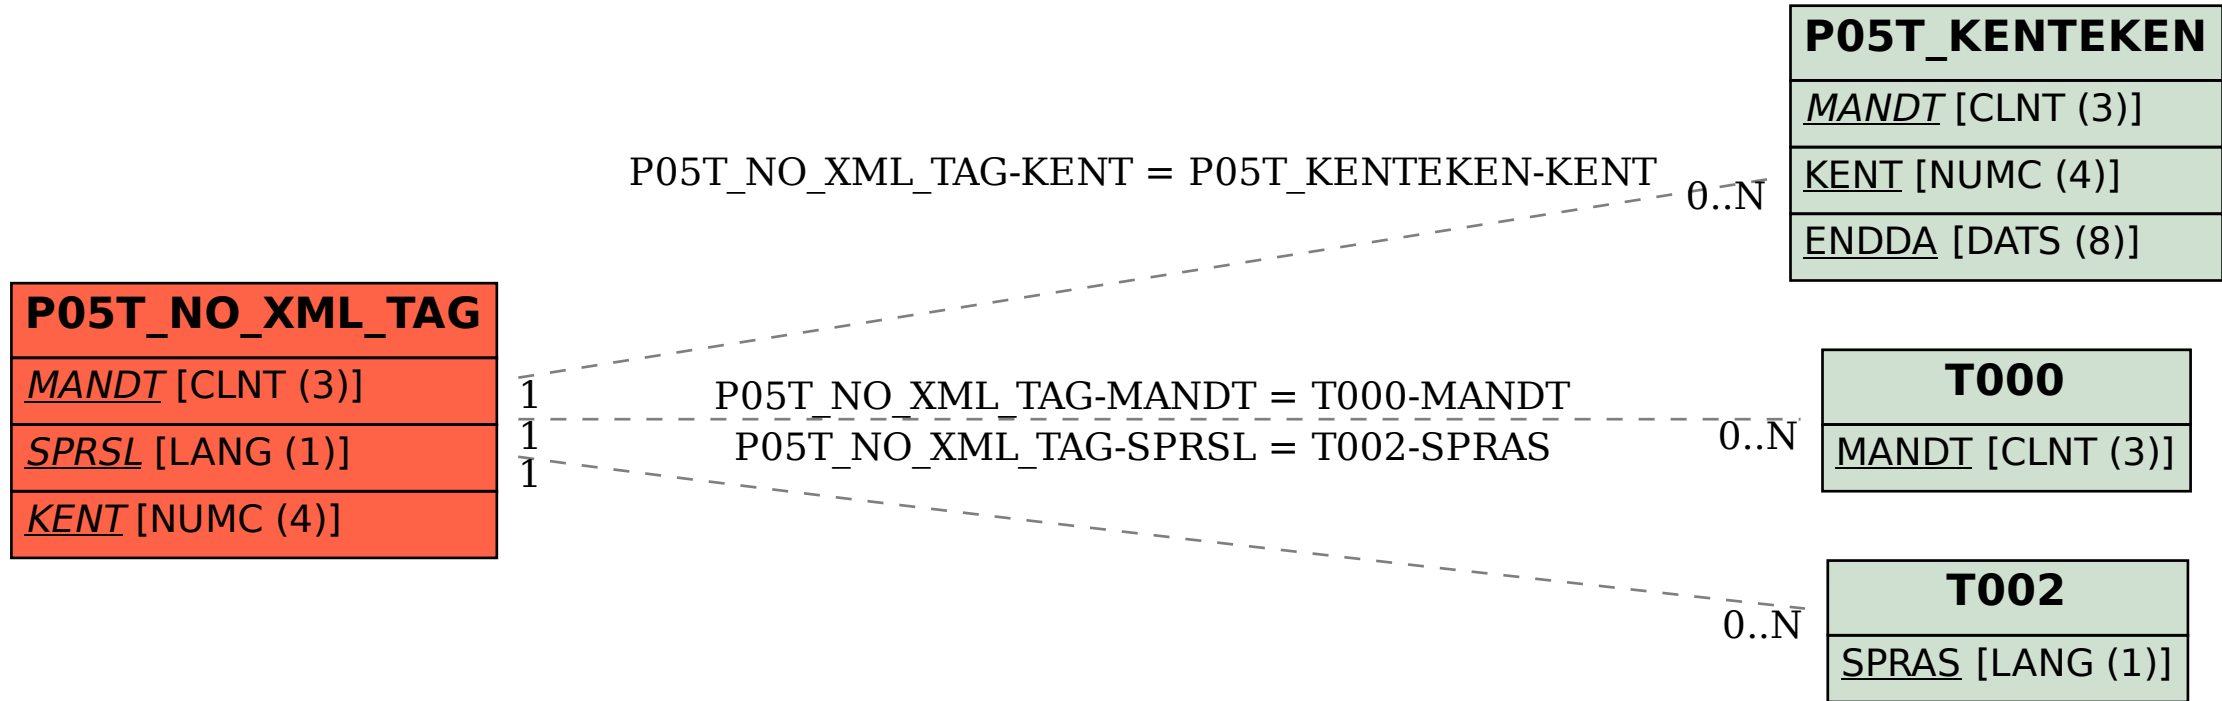 P05T_KENTEKEN
MANDT [CLNT (3)]
KENT [NUMC (4)]
ENDDA [DATS (8)]
P05T_NO_XML_TAG-KENT = P05T_KENTEKEN-KENT
0..N
P05T_NO_XML_TAG
MANDT [CLNT (3)]
SPRSL [LANG (1)]
KENT [NUMC (4)]
1
1
1
P05T_NO_XML_TAG-MANDT = T000-MANDT
P05T_NO_XML_TAG-SPRSL = T002-SPRAS
0..N
T000
MANDT [CLNT (3)]
0..N
T002
SPRAS [LANG (1)]